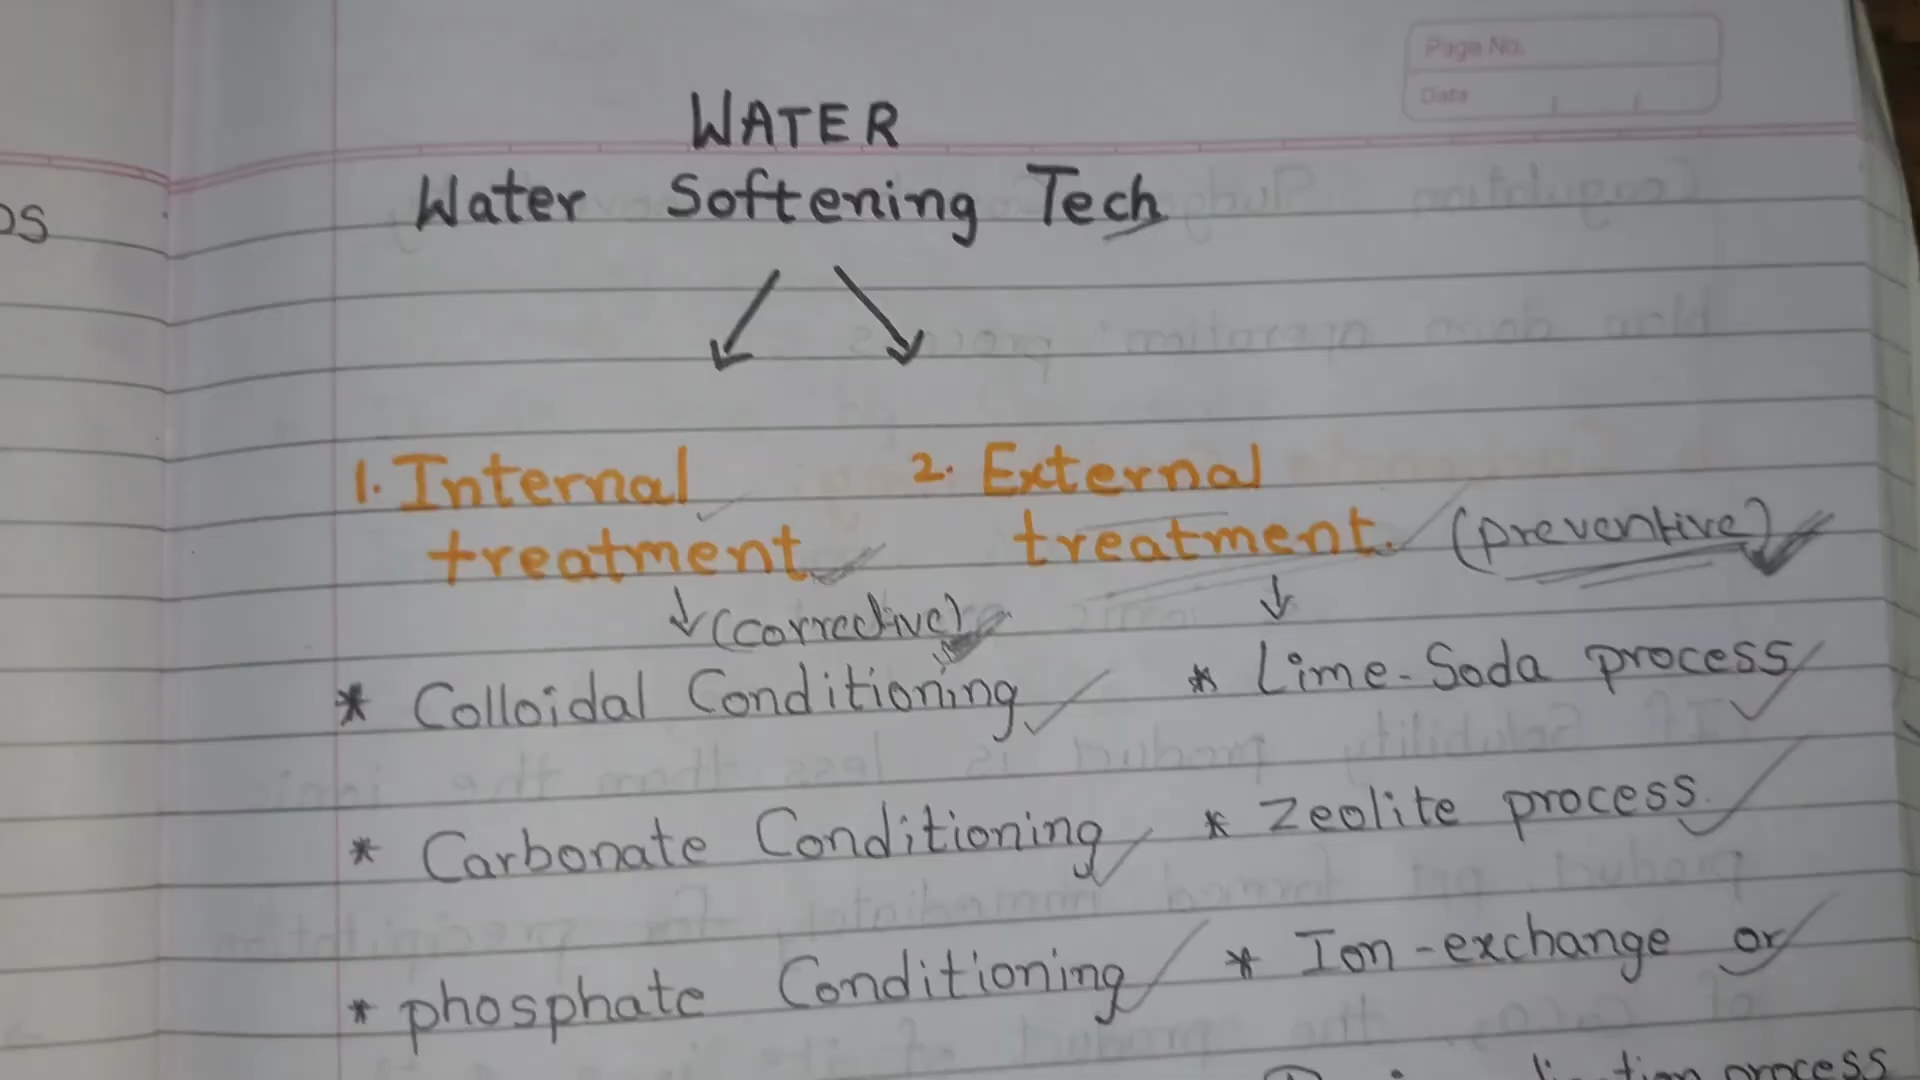 Page No.
Date
WATER
Water Softening Tech
1. Internal treatment
2. External treatment. (preventive)
↓ (corrective)
↓
* Colloidal Conditioning
* Lime-Soda process
* Carbonate Conditioning
* Zeolite process.
* phosphate Conditioning
* Ion-exchange or
process